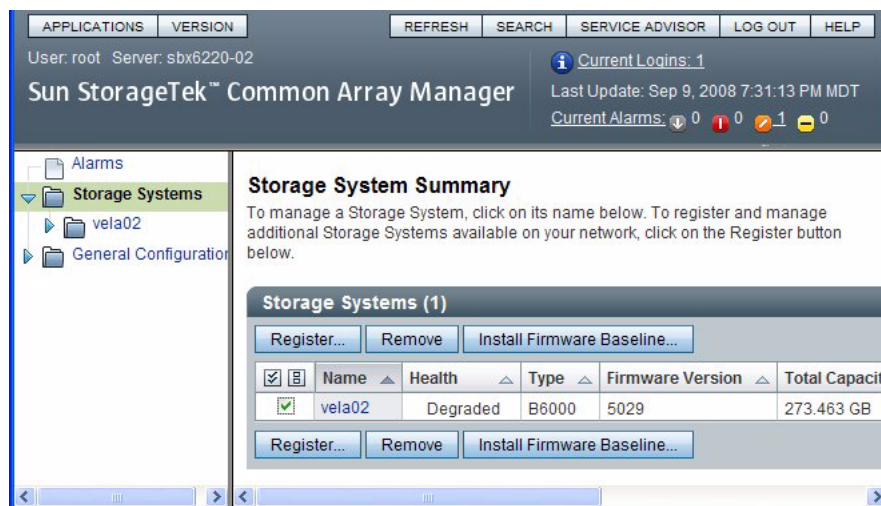 APPLICATIONS VERSION REFRESH SEARCH SERVICE ADVISOR LOG OUT HELP
User: root Server: sbx6220-02
Current Logins: 1
Sun StorageTek™ Common Array Manager
Last Update: Sep 9, 2008 7:31:13 PM MDT
Current Alarms: 0 0 1 0
Alarms
Storage Systems
vela02
General Configuration
Storage System Summary
To manage a Storage System, click on its name below. To register and manage
additional Storage Systems available on your network, click on the Register button
below.
Storage Systems (1)
Register... Remove Install Firmware Baseline...
Name Health Type Firmware Version Total Capacit
vela02 Degraded B6000 5029 273.463 GB
Register... Remove Install Firmware Baseline...